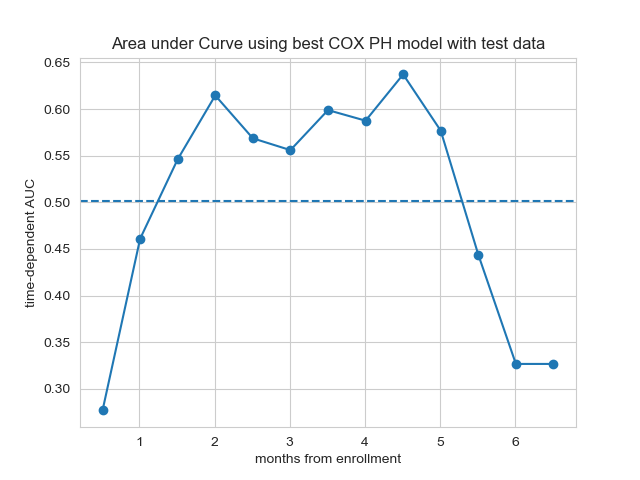 Area under Curve using best COX PH model with test data
0.65
0.60
0.55
0.50
0.45
0.40
0.35
0.30
time-dependent AUC
1 2 3 4 5 6
months from enrollment